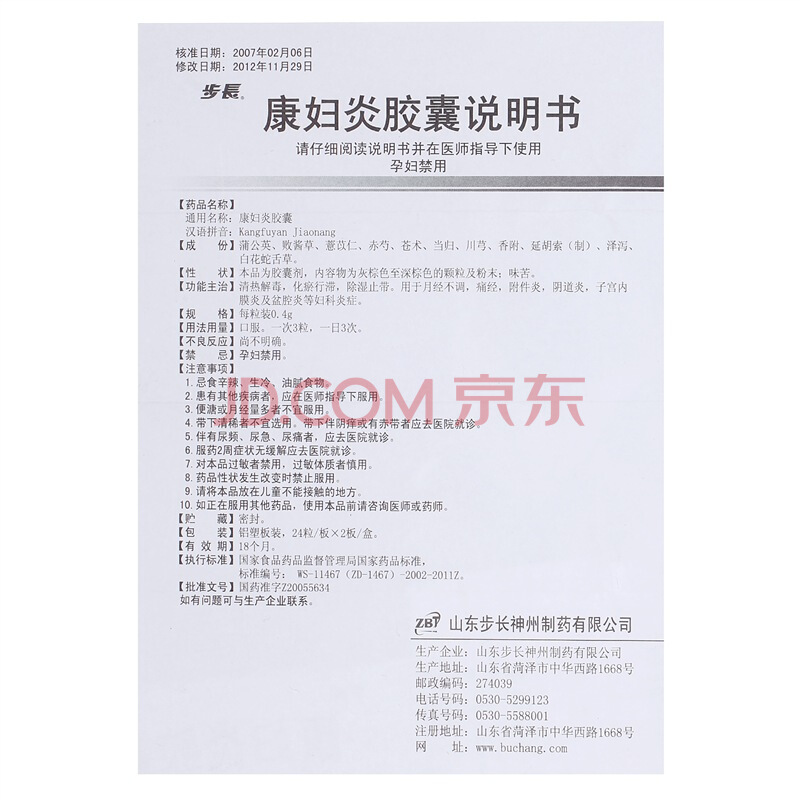 核准日期：2007年02月06日
修改日期：2012年11月29日
步長®
康妇炎胶囊说明书
请仔细阅读说明书并在医师指导下使用
孕妇禁用
【药品名称】
通用名称：康妇炎胶囊
汉语拼音：Kangfuyan Jiaonang
【成　　份】蒲公英、败酱草、薏苡仁、赤芍、苍术、当归、川芎、香附、延胡索（制）、泽泻、
白花蛇舌草。
【性　　状】本品为胶囊剂，内容物为灰棕色至深棕色的颗粒及粉末；味苦。
【功能主治】清热解毒，化瘀行滞，除湿止带。用于月经不调，痛经，附件炎，阴道炎，子宫内
膜炎及盆腔炎等妇科炎症。
【规　　格】每粒装0.4g
【用法用量】口服。一次3粒，一日3次。
【不良反应】尚不明确。
【禁　　忌】孕妇禁用。
【注意事项】
1. 忌食辛辣、生冷、油腻食物。
2. 患有其他疾病者，应在医师指导下服用。
3. 便溏或月经量多者不宜服用。
4. 带下清稀者不宜选用。带下伴阴痒或有赤带者应去医院就诊。
5. 伴有尿频、尿急、尿痛者，应去医院就诊。
6. 服药2周症状无缓解应去医院就诊。
7. 对本品过敏者禁用，过敏体质者慎用。
8. 药品性状发生改变时禁止服用。
9. 请将本品放在儿童不能接触的地方。
10. 如正在服用其他药品，使用本品前请咨询医师或药师。
【贮　　藏】密封。
【包　　装】铝塑板装，24粒/板×2板/盒。
【有 效 期】18个月。
【执行标准】国家食品药品监督管理局国家药品标准，
标准编号： WS-11467（ZD-1467）-2002-2011Z。
【批准文号】国药准字Z20055634
如有问题可与生产企业联系。
JD.COM 京东
ZBT 山东步长神州制药有限公司
生产企业：山东步长神州制药有限公司
生产地址：山东省菏泽市中华西路1668号
邮政编码：274039
电话号码：0530-5299123
传真号码：0530-5588001
注册地址：山东省菏泽市中华西路1668号
网　　址：www.buchang.com